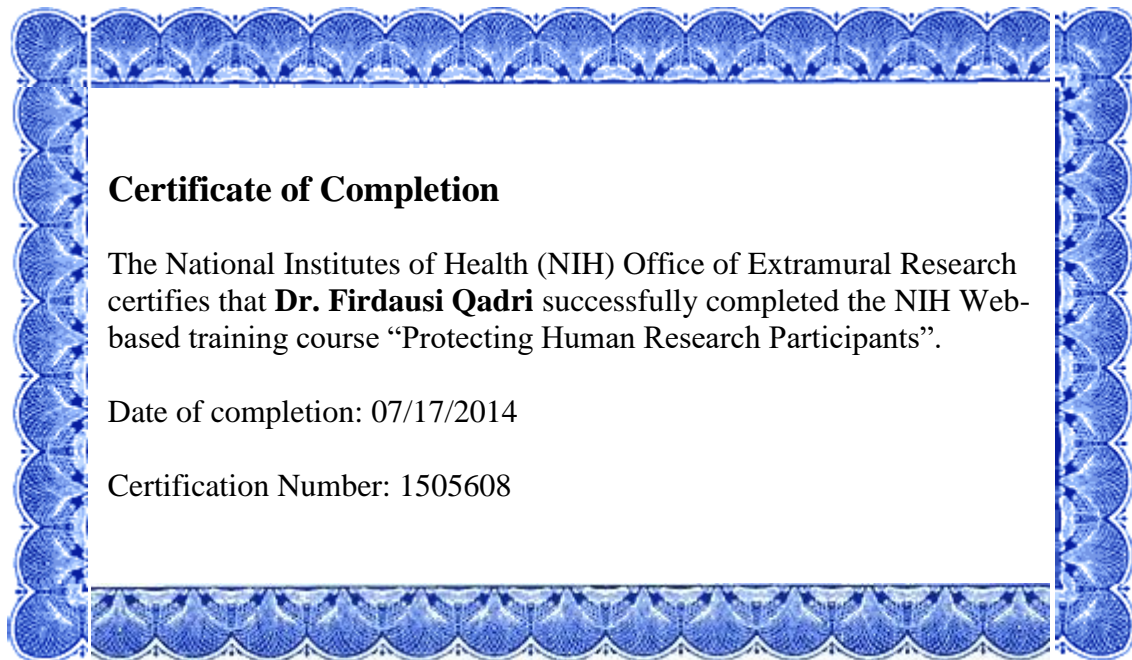 Certificate of Completion
The National Institutes of Health (NIH) Office of Extramural Research
certifies that Dr. Firdausi Qadri successfully completed the NIH Web-
based training course “Protecting Human Research Participants”.
Date of completion: 07/17/2014
Certification Number: 1505608